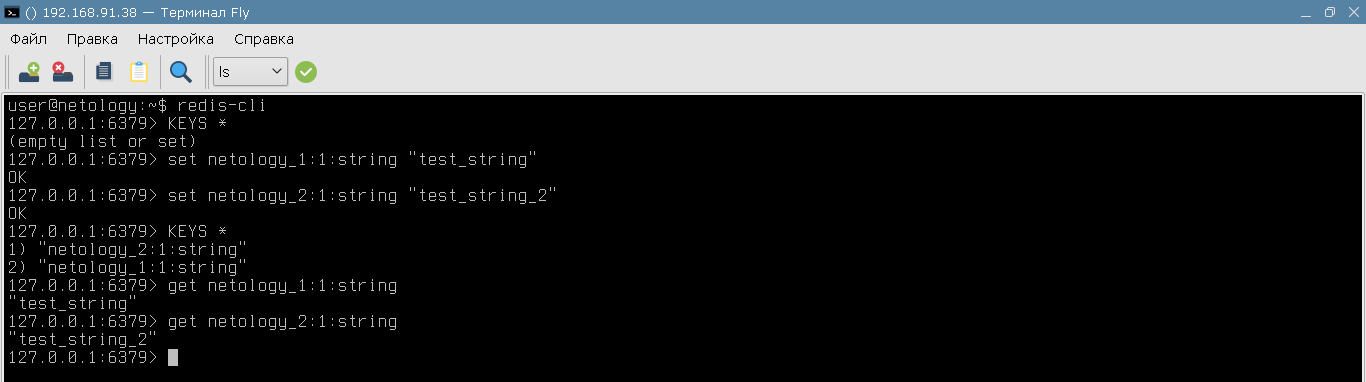 () 192.168.91.38 — Терминал Fly
Файл Правка Настройка Справка
ls
user@netology:~$ redis-cli
127.0.0.1:6379> KEYS *
(empty list or set)
127.0.0.1:6379> set netology_1:1:string "test_string"
OK
127.0.0.1:6379> set netology_2:1:string "test_string_2"
OK
127.0.0.1:6379> KEYS *
1) "netology_2:1:string"
2) "netology_1:1:string"
127.0.0.1:6379> get netology_1:1:string
"test_string"
127.0.0.1:6379> get netology_2:1:string
"test_string_2"
127.0.0.1:6379>